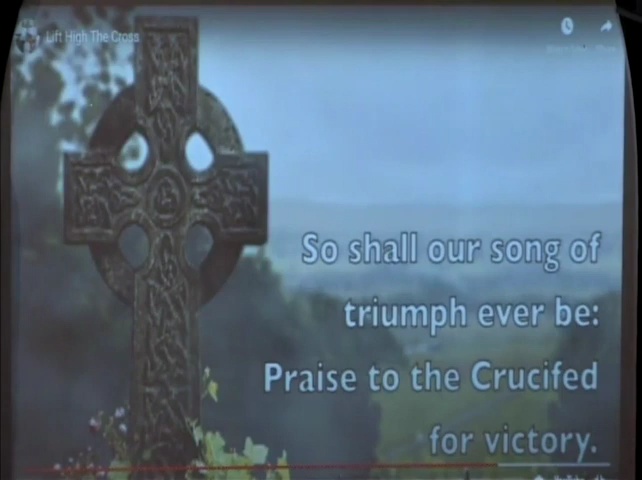 Lift High The Cross
So shall our song of
triumph ever be:
Praise to the Crucifed
for victory.